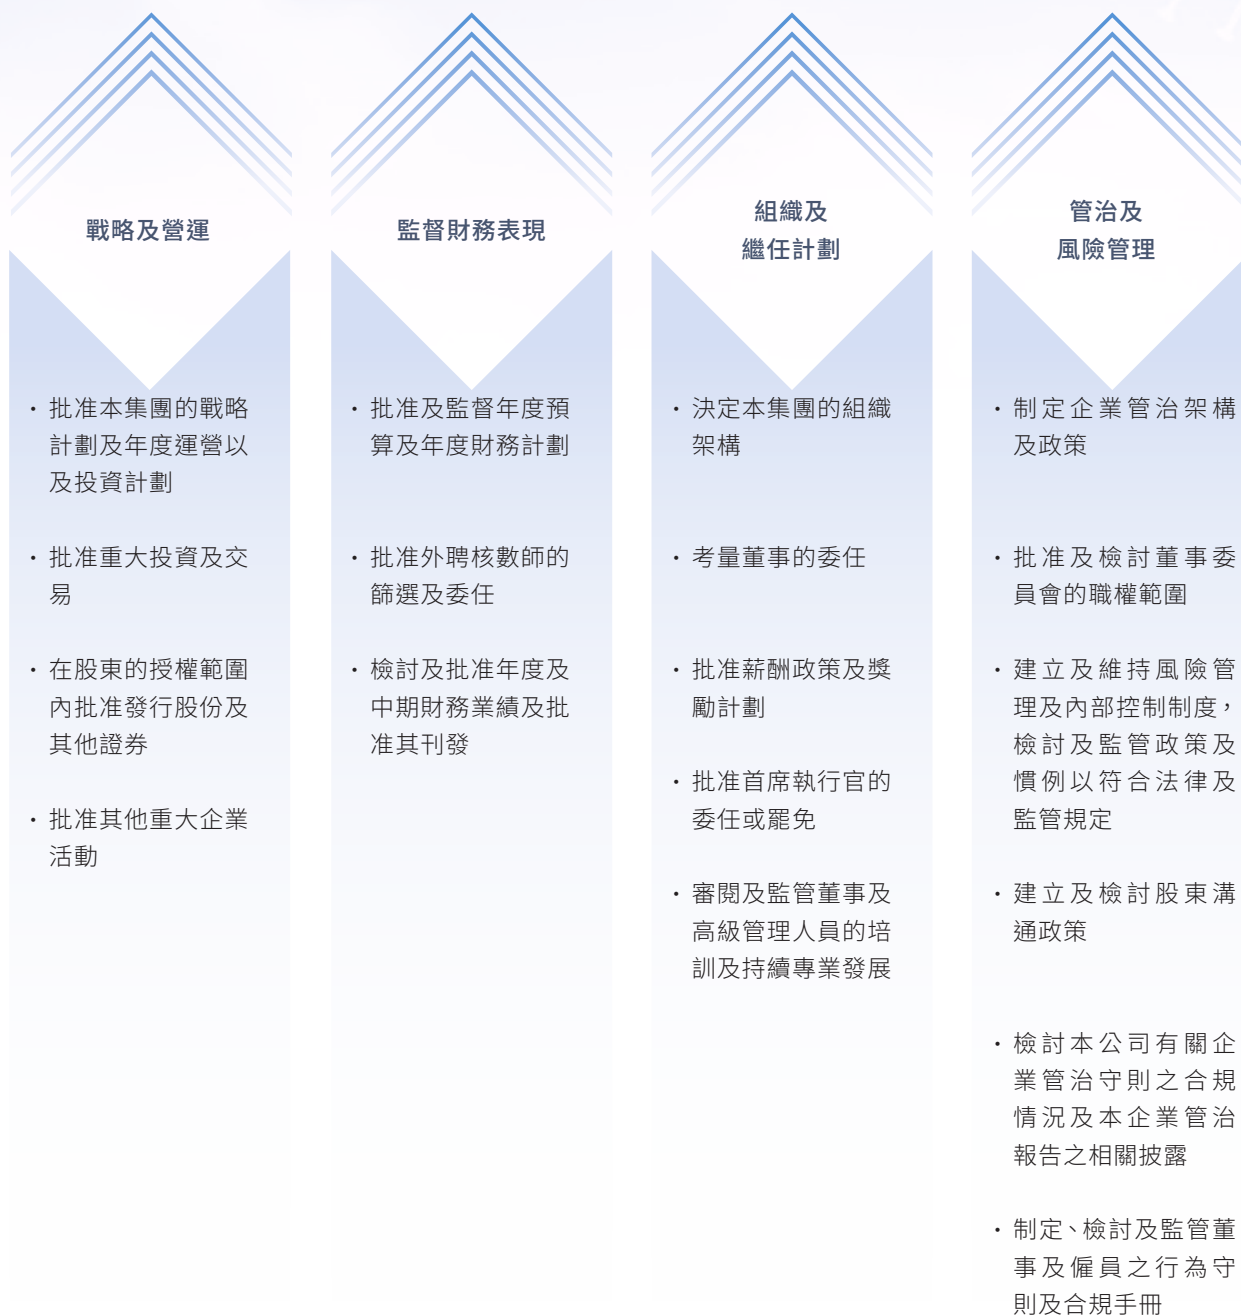 戰略及營運
・批准本集團的戰略
計劃及年度運營以
及投資計劃
・批准重大投資及交
易
・在股東的授權範圍
內批准發行股份及
其他證券
・批准其他重大企業
活動
監督財務表現
・批准及監督年度預
算及年度財務計劃
・批准外聘核數師的
篩選及委任
・檢討及批准年度及
中期財務業績及批
准其刊發
組織及
繼任計劃
・決定本集團的組織
架構
・考量董事的委任
・批准薪酬政策及獎
勵計劃
・批准首席執行官的
委任或罷免
・審閱及監管董事及
高級管理人員的培
訓及持續專業發展
管治及
風險管理
・制定企業管治架構
及政策
・批准及檢討董事委
員會的職權範圍
・建立及維持風險管
理及內部控制制度，
檢討及監管政策及
慣例以符合法律及
監管規定
・建立及檢討股東溝
通政策
・檢討本公司有關企
業管治守則之合規
情況及本企業管治
報告之相關披露
・制定、檢討及監管董
事及僱員之行為守
則及合規手冊